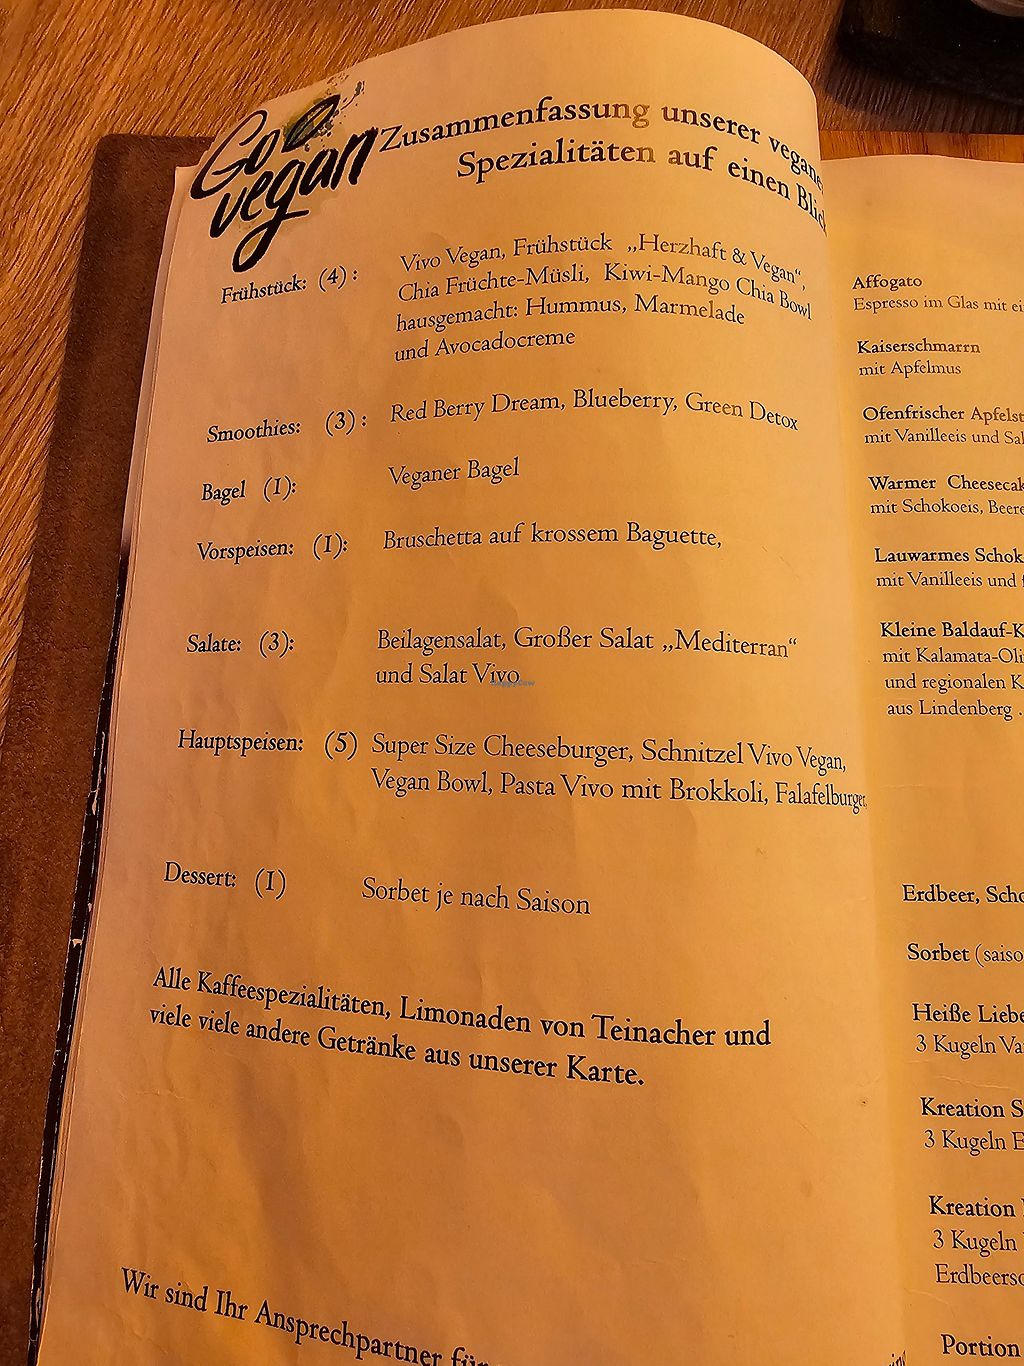 Go
vegan
Zusammenfassung unserer
Spezialitäten auf einen
Frühstück: (4) :
Vivo Vegan, Frühstück „Herzhaft & Vegan“,
Chia Früchte-Müsli, Kiwi-Mango Chia Bowl
hausgemacht: Hummus, Marmelade
und Avocadocreme
Smoothies: (3) : Red Berry Dream, Blueberry, Green Detox
Bagel (1): Veganer Bagel
Vorspeisen: (1): Bruschetta auf krossem Baguette,
Salate: (3): Beilagensalat, Großer Salat „Mediterran“
und Salat Vivo
Hauptspeisen: (5) Super Size Cheeseburger, Schnitzel Vivo Vegan,
Vegan Bowl, Pasta Vivo mit Brokkoli, Falafelburger,
Dessert: (1) Sorbet je nach Saison
Alle Kaffeespezialitäten, Limonaden von Teinacher und
viele viele andere Getränke aus unserer Karte.
Wir sind Ihr Ansprechpartner für
Affogato
Espresso im Glas mit
Kaiserschmarrn
mit Apfelmus
Ofenfrischer
mit Vanilleeis und
Warmer
mit Schokoeis,
Lauwarmes
mit Vanilleeis und
Kleine
mit
und regionalen
aus Lindenberg
Erdbeer,
Sorbet
Heiße
3 Kugeln
Kreation
3 Kugeln
Kreation
3 Kugeln
Portion